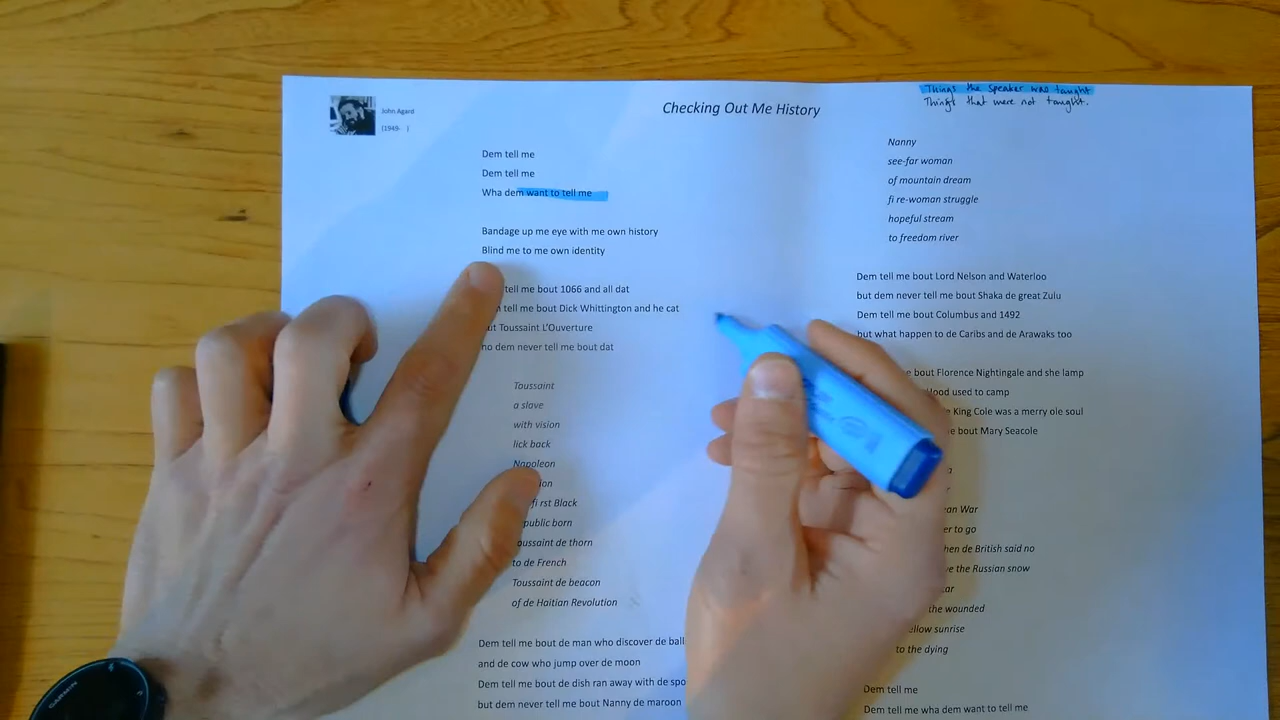 Checking Out Me History
John Agard
(1949- )
Things the speaker was taught
Things that were not taught.
Dem tell me
Dem tell me
Wha dem want to tell me
Bandage up me eye with me own history
Blind me to me own identity
tell me bout 1066 and all dat
tell me bout Dick Whittington and he cat
ut Toussaint L'Ouverture
no dem never tell me bout dat
Toussaint
a slave
with vision
lick back
Napoleon
ion
fi rst Black
public born
oussaint de thorn
to de French
Toussaint de beacon
of de Haitian Revolution
Dem tell me bout de man who discover de ball
and de cow who jump over de moon
Dem tell me bout de dish ran away with de spo
but dem never tell me bout Nanny de maroon
Nanny
see-far woman
of mountain dream
fi re-woman struggle
hopeful stream
to freedom river
Dem tell me bout Lord Nelson and Waterloo
but dem never tell me bout Shaka de great Zulu
Dem tell me bout Columbus and 1492
but what happen to de Caribs and de Arawaks too
e bout Florence Nightingale and she lamp
ood used to camp
King Cole was a merry ole soul
e bout Mary Seacole
ean War
er to go
hen de British said no
ve the Russian snow
ar
the wounded
ellow sunrise
to the dying
Dem tell me
Dem tell me wha dem want to tell me
GARMIN